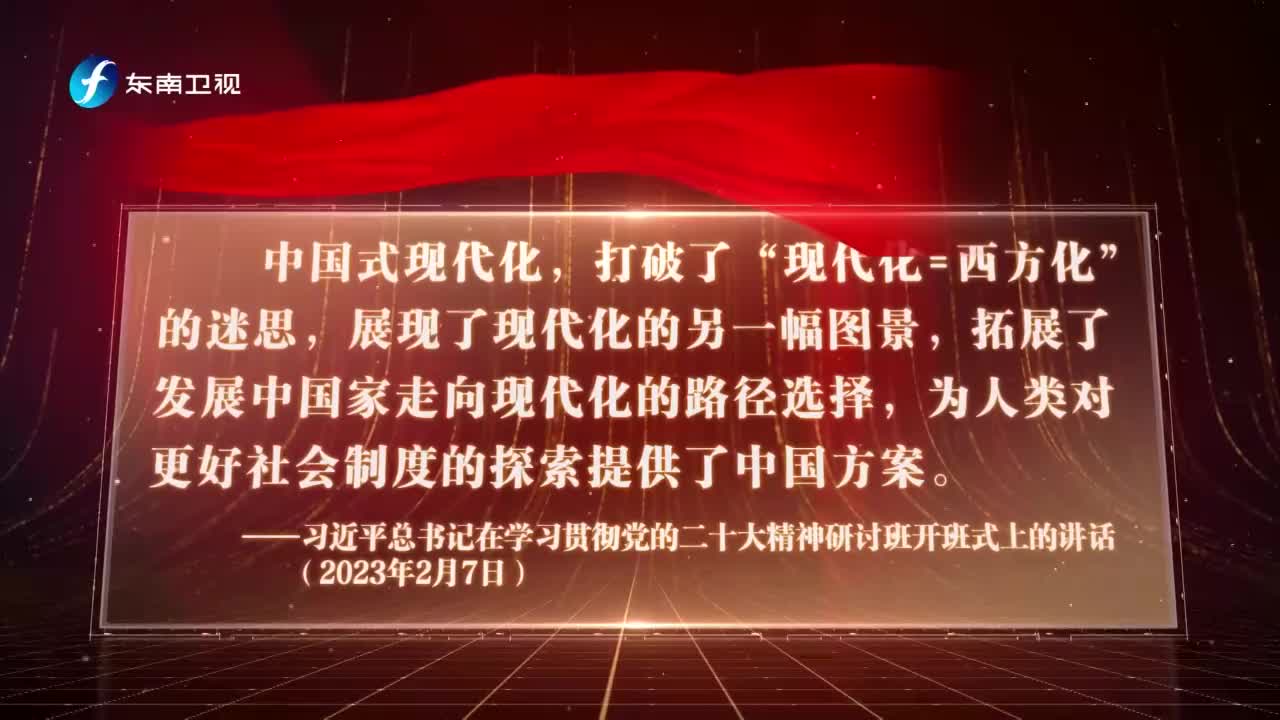 东南卫视
中国式现代化，打破了“现代化=西方化”
的迷思，展现了现代化的另一幅图景，拓展了
发展中国家走向现代化的路径选择，为人类对
更好社会制度的探索提供了中国方案。
——习近平总书记在学习贯彻党的二十大精神研讨班开班式上的讲话
（2023年2月7日）